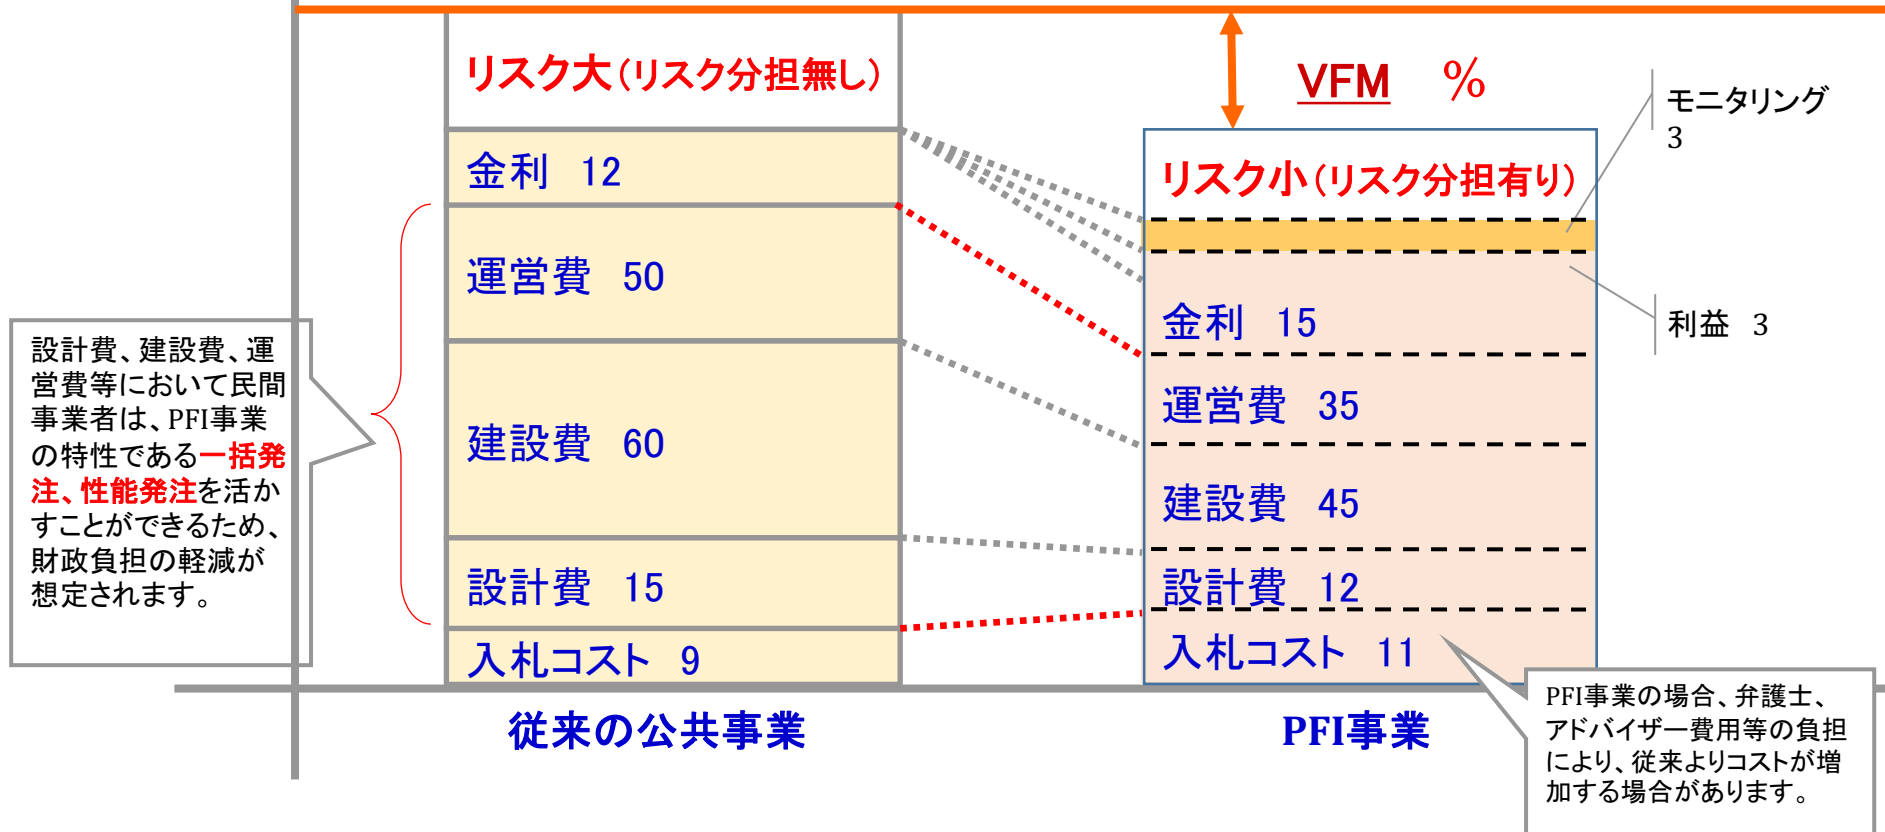 リスク大（リスク分担無し）
金利　12
運営費　50
建設費　60
設計費　15
入札コスト　9
従来の公共事業
設計費、建設費、運
営費等において民間
事業者は、PFI事業
の特性である一括発
注、性能発注を活か
すことができるため、
財政負担の軽減が
想定されます。
VFM　％
リスク小（リスク分担有り）
金利　15
運営費　35
建設費　45
設計費　12
入札コスト　11
PFI事業
モニタリング
3
利益　3
PFI事業の場合、弁護士、
アドバイザー費用等の負担
により、従来よりコストが増
加する場合があります。